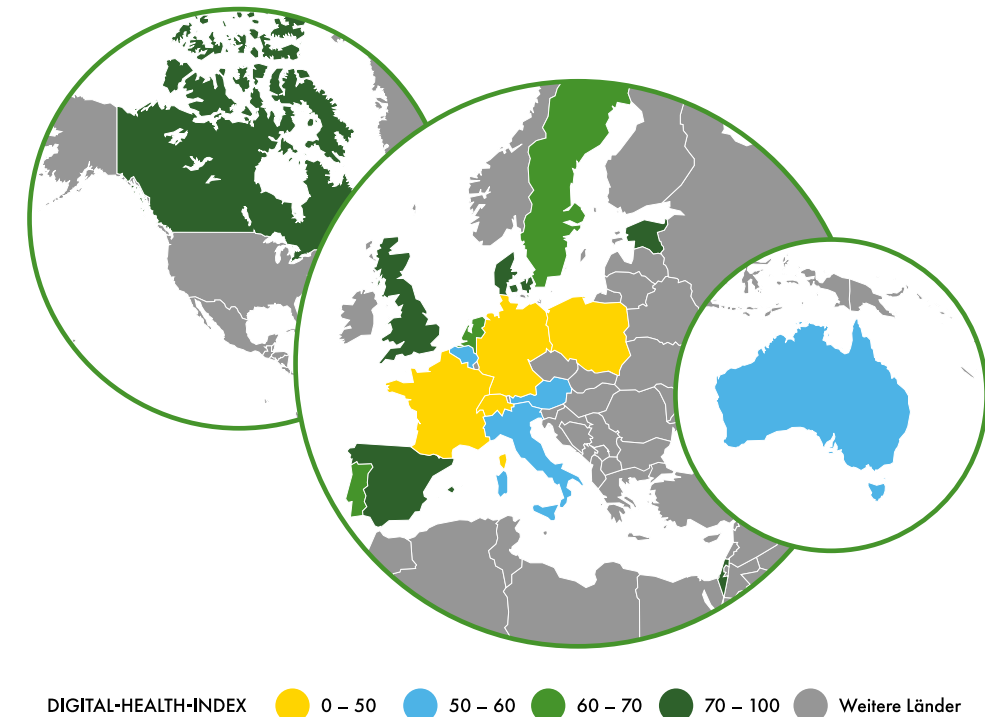 DIGITAL-HEALTH-INDEX 0 – 50 50 – 60 60 – 70 70 – 100 Weitere Länder